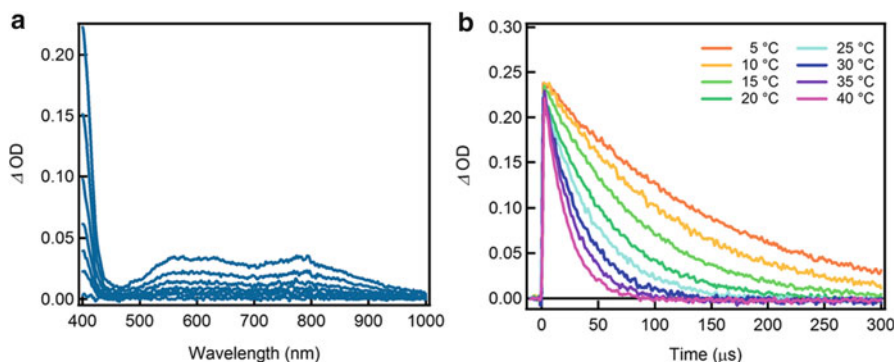 a
Δ OD
0.20
0.15
0.10
0.05
0.00
400 500 600 700 800 900 1000
Wavelength (nm)
b
Δ OD
0.30
0.25
0.20
0.15
0.10
0.05
0.00
5 °C 25 °C
10 °C 30 °C
15 °C 35 °C
20 °C 40 °C
0 50 100 150 200 250 300
Time (μs)